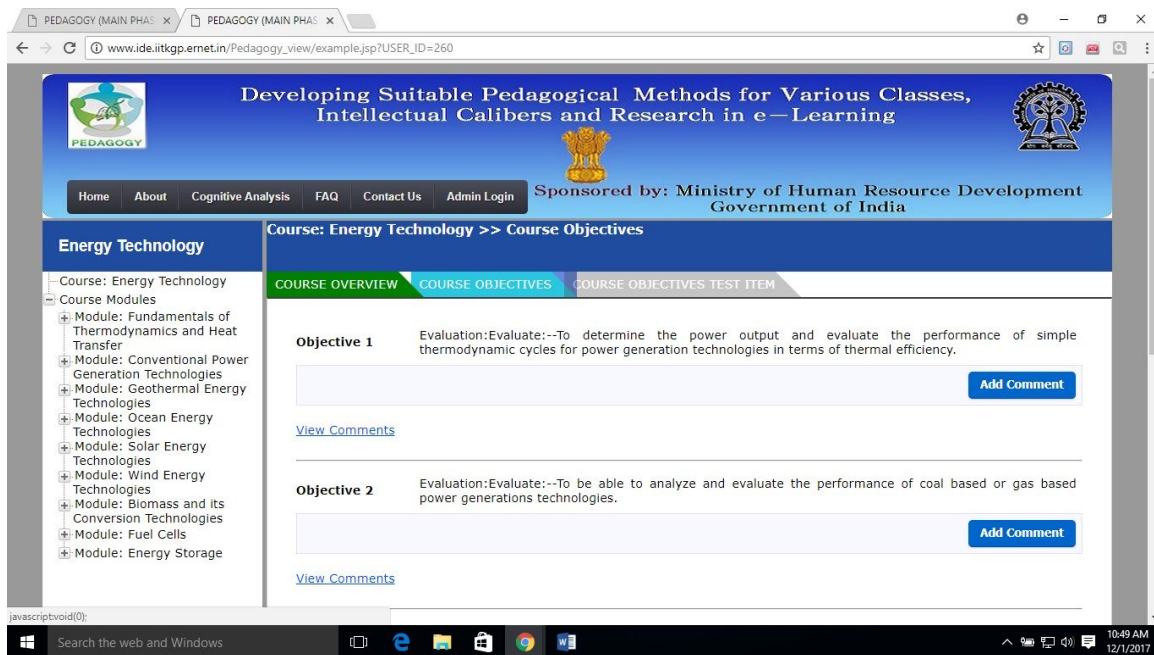 PEDAGOGY (MAIN PHAS
PEDAGOGY (MAIN PHAS
www.ide.iitkgp.ernet.in/Pedagogy_view/example.jsp?USER_ID=260
Developing Suitable Pedagogical Methods for Various Classes,
Intellectual Calibers and Research in e-Learning
PEDAGOGY
Home About Cognitive Analysis FAQ Contact Us Admin Login
Sponsored by: Ministry of Human Resource Development
Government of India
Energy Technology
Course: Energy Technology >> Course Objectives
Course: Energy Technology
Course Modules
Module: Fundamentals of
Thermodynamics and Heat
Transfer
Module: Conventional Power
Generation Technologies
Module: Geothermal Energy
Technologies
Module: Ocean Energy
Technologies
Module: Solar Energy
Technologies
Module: Wind Energy
Technologies
Module: Biomass and its
Conversion Technologies
Module: Fuel Cells
Module: Energy Storage
COURSE OVERVIEW COURSE OBJECTIVES COURSE OBJECTIVES TEST ITEM
Objective 1
Evaluation:Evaluate:--To determine the power output and evaluate the performance of simple
thermodynamic cycles for power generation technologies in terms of thermal efficiency.
Add Comment
View Comments
Objective 2
Evaluation:Evaluate:--To be able to analyze and evaluate the performance of coal based or gas based
power generations technologies.
Add Comment
View Comments
javascript:void(0);
Search the web and Windows
10:49 AM
12/1/2017